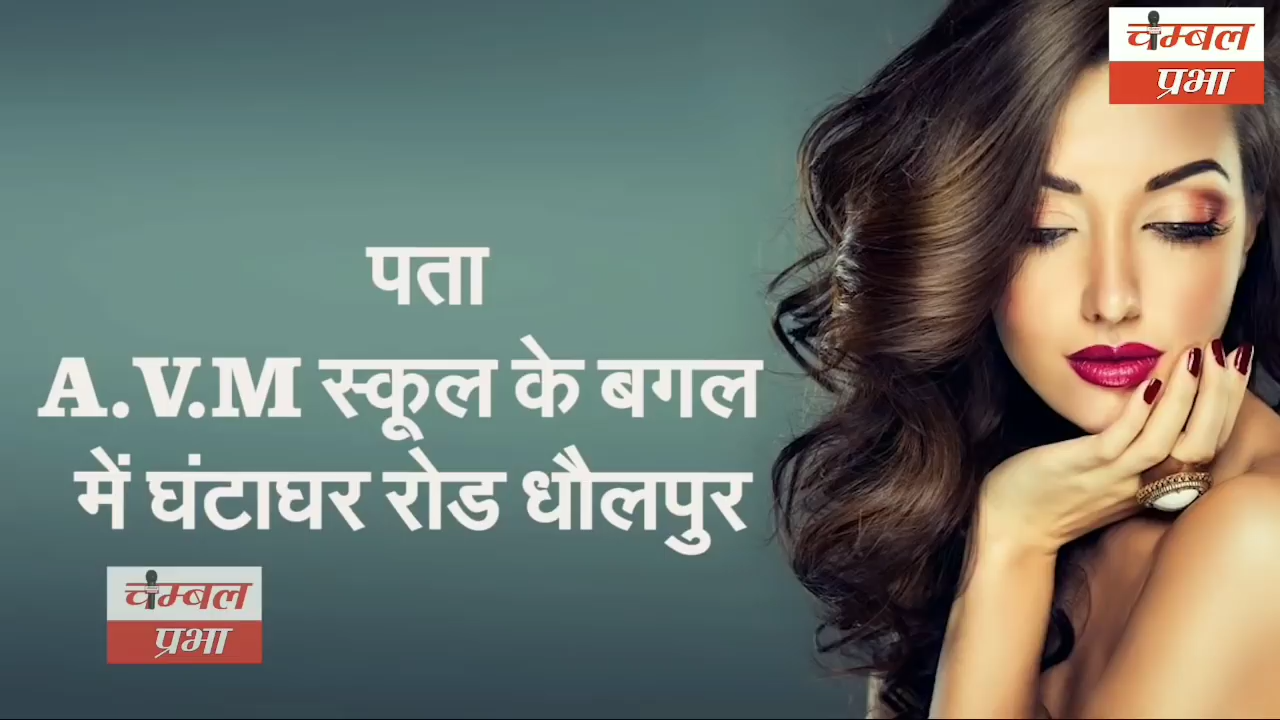 चम्बल
प्रभा
पता
A.V.M स्कूल के बगल
में घंटाघर रोड धौलपुर
चम्बल
प्रभा